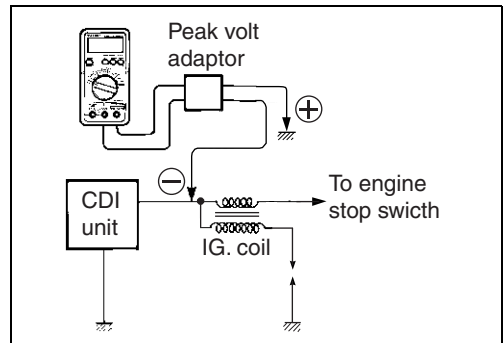 Peak volt
adaptor
+
−
CDI
unit
To engine
stop swicth
IG. coil